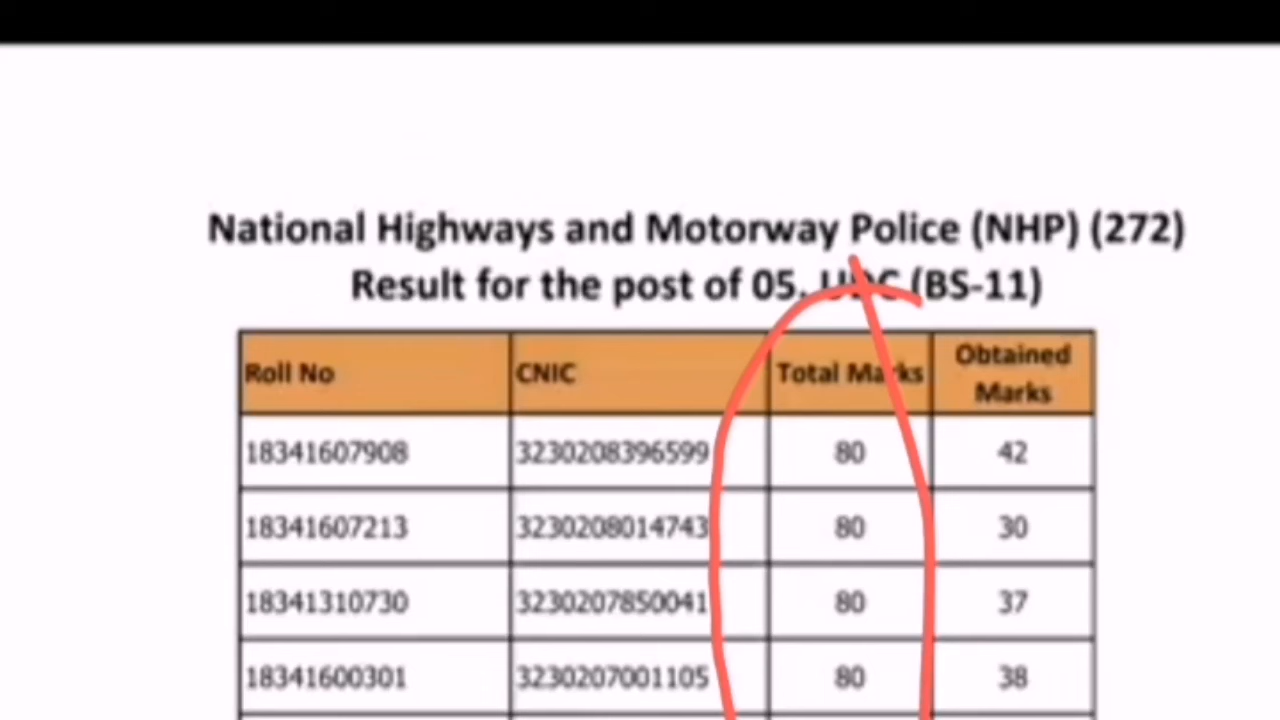 National Highways and Motorway Police (NHP) (272)
Result for the post of 05. UDC (BS-11)
Roll No CNIC Total Marks Obtained Marks
18341607908 3230208396599 80 42
18341607213 3230208014743 80 30
18341310730 3230207850041 80 37
18341600301 3230207001105 80 38